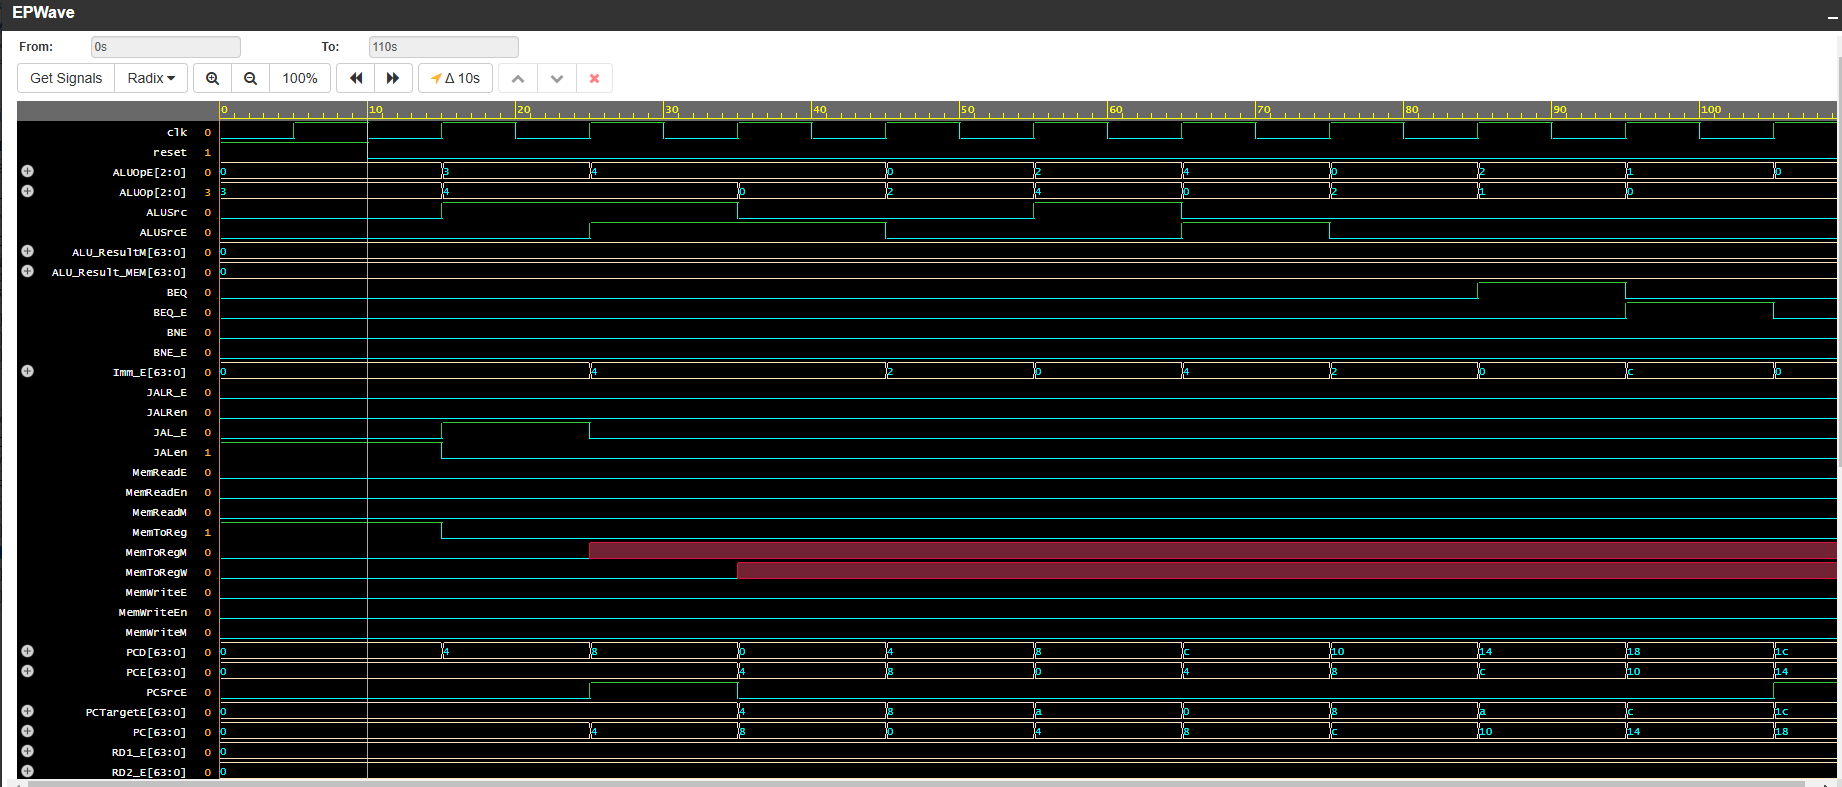 EPWave
From: 0s To: 110s
Get Signals Radix 100% Δ 10s
0 10 20 30 40 50 60 70 80 90 100
clk 0
reset 1
ALUOpE[2:0] 0 0 3 4 0 2 4 0 2 1 0
ALUOp[2:0] 3 3 4 0 2 4 0 2 1 0
ALUSrc 0
ALUSrcE 0
ALU_ResultM[63:0] 0 0
ALU_Result_MEM[63:0] 0 0
BEQ 0
BEQ_E 0
BNE 0
BNE_E 0
Imm_E[63:0] 0 0 4 2 0 4 2 0 c 0
JALR_E 0
JALRen 0
JAL_E 0
JALen 1
MemReadE 0
MemReadEn 0
MemReadM 0
MemToReg 1
MemToRegM 0
MemToRegW 0
MemWriteE 0
MemWriteEn 0
MemWriteM 0
PCD[63:0] 0 0 4 8 0 4 8 c 10 14 18 1c
PCE[63:0] 0 0 4 8 0 4 8 c 10 14
PCSrcE 0
PCTargetE[63:0] 0 0 4 8 a 0 8 a c 1c
PC[63:0] 0 0 4 8 0 4 8 c 10 14 18
RD1_E[63:0] 0 0
RD2_E[63:0] 0 0